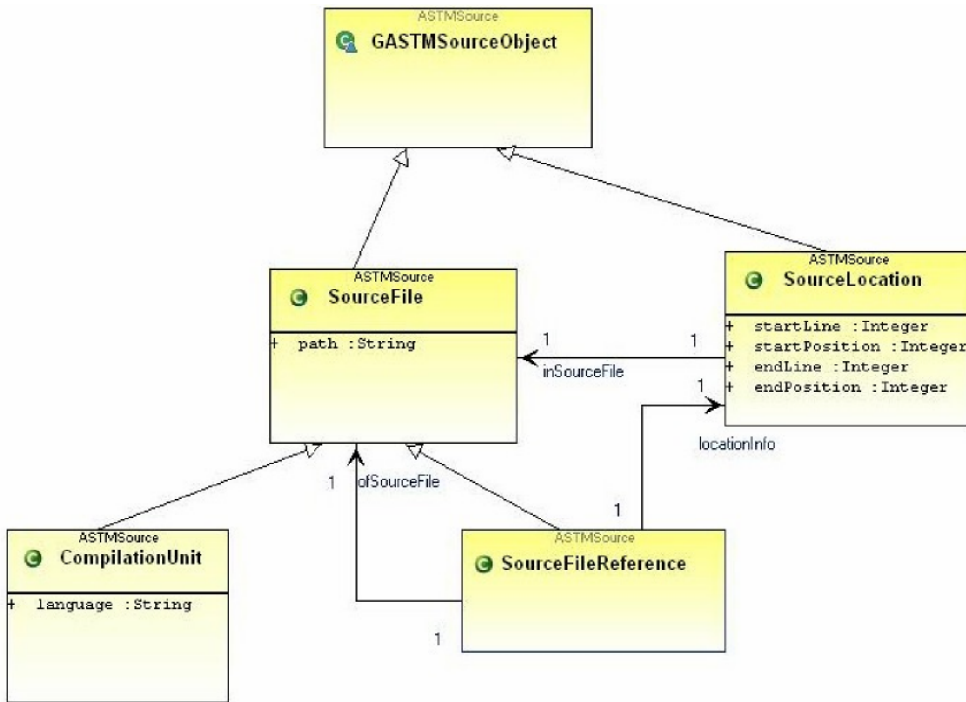 ASTMSource
GASTMSourceObject
ASTMSource
SourceFile
+ path :String
ASTMSource
SourceLocation
+ startLine :Integer
+ startPosition :Integer
+ endLine :Integer
+ endPosition :Integer
1
1
inSourceFile
1
locationInfo
1
ofSourceFile
1
ASTMSource
CompilationUnit
+ language :String
ASTMSource
SourceFileReference
1